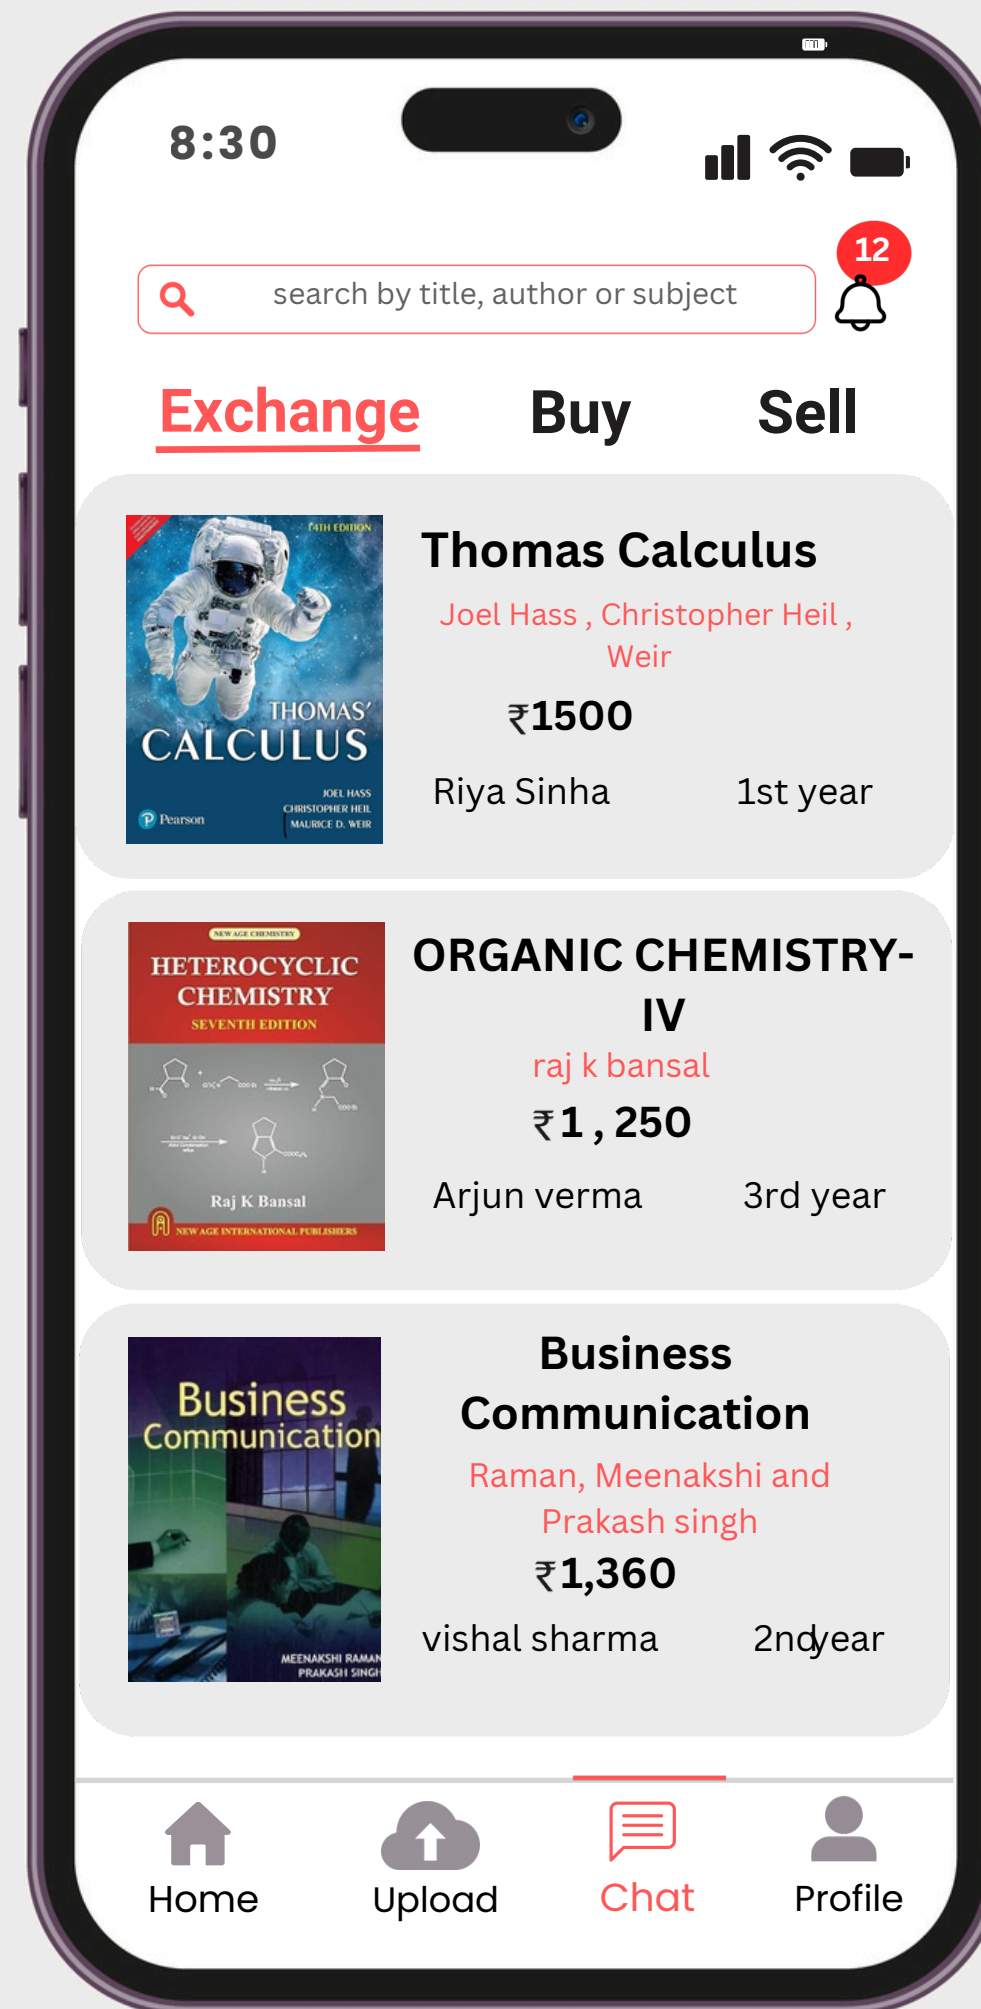 8:30
12
search by title, author or subject
Exchange Buy Sell
14TH EDITION
THOMAS'
CALCULUS
JOEL HASS
CHRISTOPHER HEIL
MAURICE D. WEIR
Pearson
Thomas Calculus
Joel Hass , Christopher Heil ,
Weir
₹1500
Riya Sinha 1st year
NEW AGE CHEMISTRY
HETEROCYCLIC
CHEMISTRY
SEVENTH EDITION
Raj K Bansal
NEW AGE INTERNATIONAL PUBLISHERS
ORGANIC CHEMISTRY-
IV
raj k bansal
₹1 , 250
Arjun verma 3rd year
Business
Communication
MEENAKSHI RAMAN
PRAKASH SINGH
Business
Communication
Raman, Meenakshi and
Prakash singh
₹1,360
vishal sharma 2ndyear
Home Upload Chat Profile